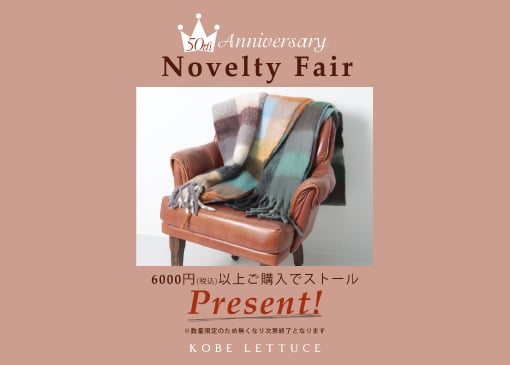 50th Anniversary
Novelty Fair
6000円(税込)以上ご購入でストール
Present!
※数量限定のため無くなり次第終了となります
KOBE LETTUCE